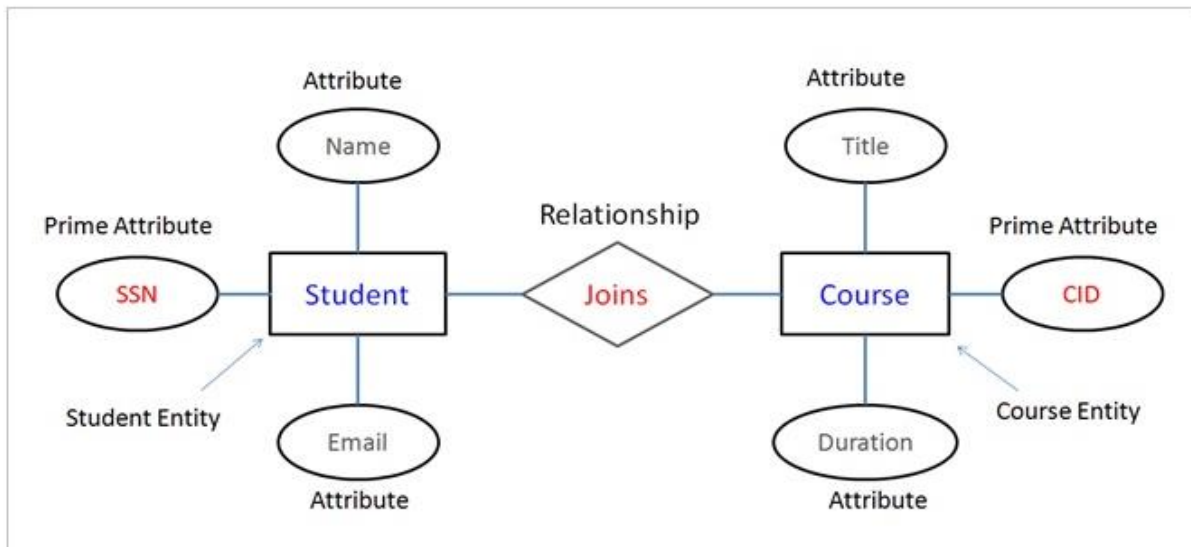 Attribute
Attribute
Name
Title
Relationship
Prime Attribute
Prime Attribute
SSN
Student
Joins
Course
CID
Student Entity
Course Entity
Email
Duration
Attribute
Attribute